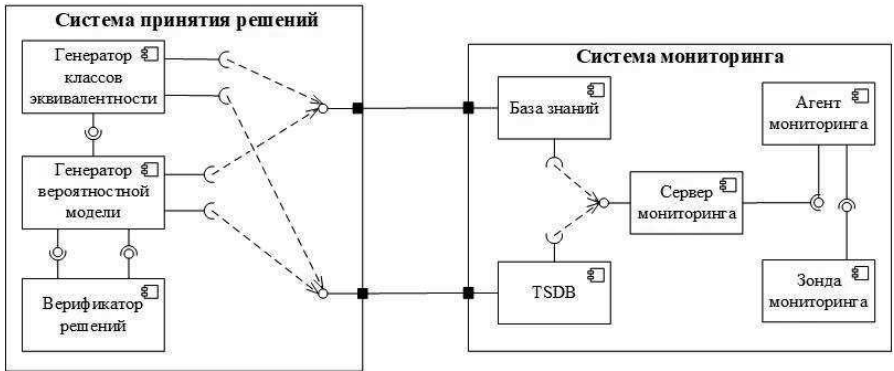 Система принятия решений
Генератор
классов
эквивалентности
Генератор
вероятностной
модели
Верификатор
решений
Система мониторинга
База знаний
Агент
мониторинга
Сервер
мониторинга
TSDB
Зонда
мониторинга